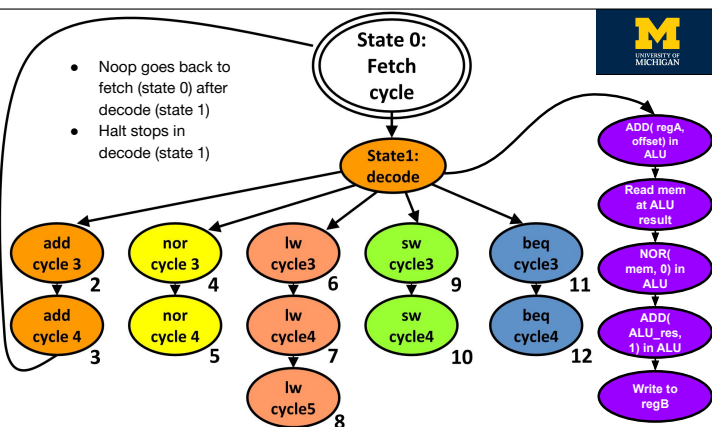 State 0:
Fetch
cycle
M
UNIVERSITY OF
MICHIGAN
● Noop goes back to
fetch (state 0) after
decode (state 1)
● Halt stops in
decode (state 1)
State1:
decode
ADD( regA,
offset) in
ALU
Read mem
at ALU
result
NOR(
mem, 0) in
ALU
ADD(
ALU_res,
1) in ALU
Write to
regB
add
cycle 3
2
nor
cycle 3
4
lw
cycle3
6
sw
cycle3
9
beq
cycle3
11
add
cycle 4
3
nor
cycle 4
5
lw
cycle4
7
sw
cycle4
10
beq
cycle4
12
lw
cycle5
8